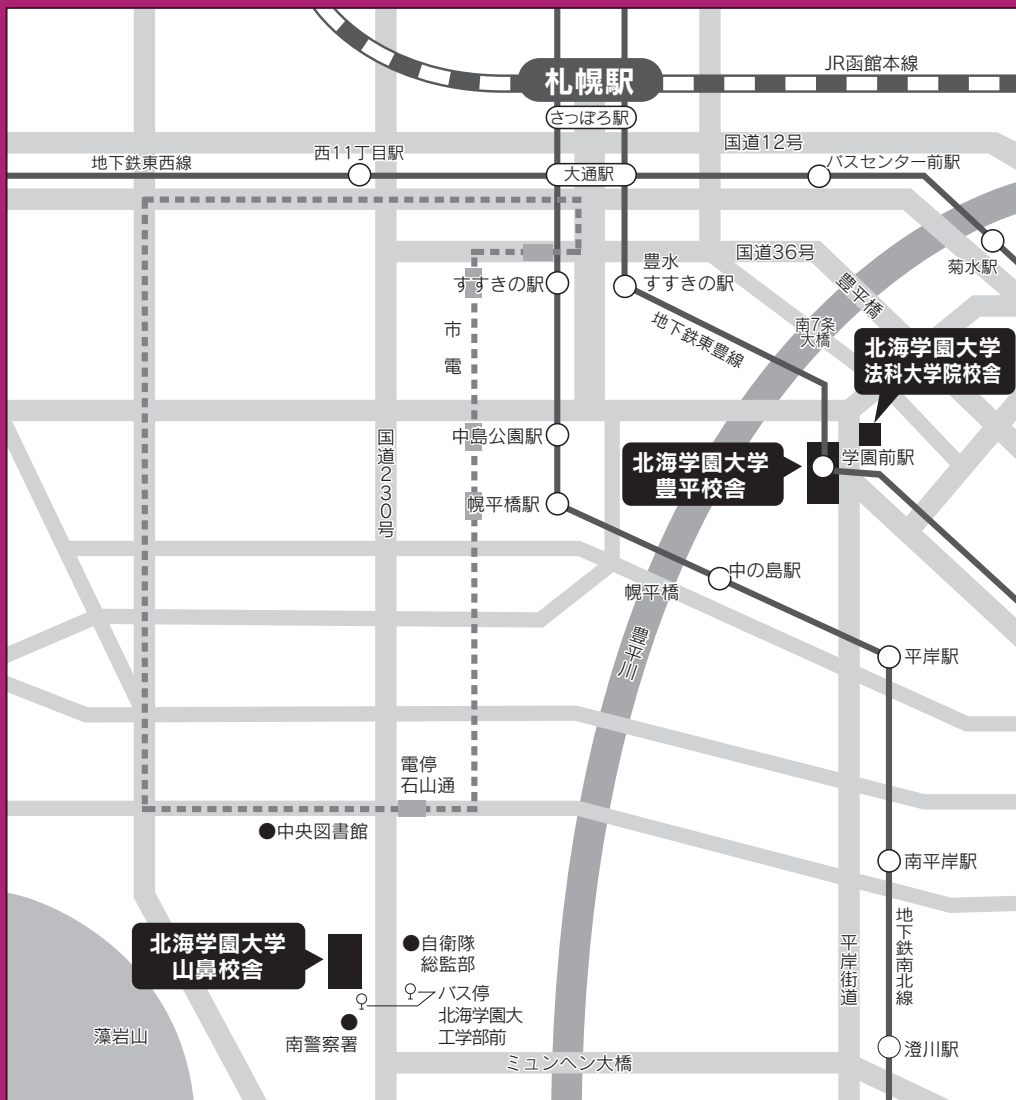 JR函館本線
札幌駅
さっぽろ駅
国道12号
西11丁目駅
地下鉄東西線
大通駅
バスセンター前駅
国道36号
豊水
すすきの駅
すすきの駅
菊水駅
豊平橋
地下鉄東豊線
南7条
大橋
市電
北海学園大学
法科大学院校舎
国道230号
中島公園駅
学園前駅
北海学園大学
豊平校舎
幌平橋駅
中の島駅
幌平橋
豊平川
平岸駅
電停
石山通
中央図書館
南平岸駅
地下鉄南北線
平岸街道
北海学園大学
山鼻校舎
自衛隊
総監部
バス停
北海学園大
工学部前
南警察署
藻岩山
ミュンヘン大橋
澄川駅